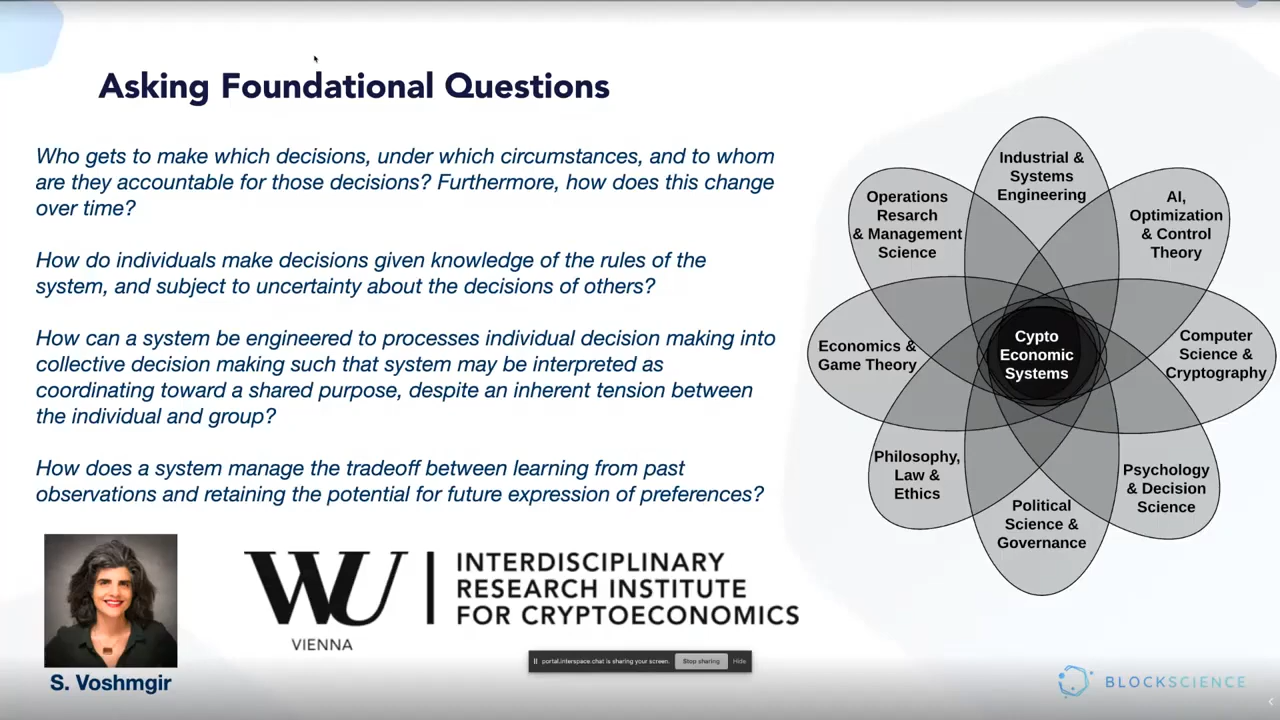 Asking Foundational Questions
Who gets to make which decisions, under which circumstances, and to whom
are they accountable for those decisions? Furthermore, how does this change
over time?
How do individuals make decisions given knowledge of the rules of the
system, and subject to uncertainty about the decisions of others?
How can a system be engineered to processes individual decision making into
collective decision making such that system may be interpreted as
coordinating toward a shared purpose, despite an inherent tension between
the individual and group?
How does a system manage the tradeoff between learning from past
observations and retaining the potential for future expression of preferences?
S. Voshmgir
WU
VIENNA
INTERDISCIPLINARY
RESEARCH INSTITUTE
FOR CRYPTOECONOMICS
Industrial &
Systems
Engineering
AI,
Optimization
& Control
Theory
Computer
Science &
Cryptography
Psychology
& Decision
Science
Political
Science &
Governance
Philosophy,
Law &
Ethics
Economics &
Game Theory
Operations
Resarch
& Management
Science
Cypto
Economic
Systems
portal.interspace.chat is sharing your screen.
Stop sharing
Hide
BLOCKSCIENCE